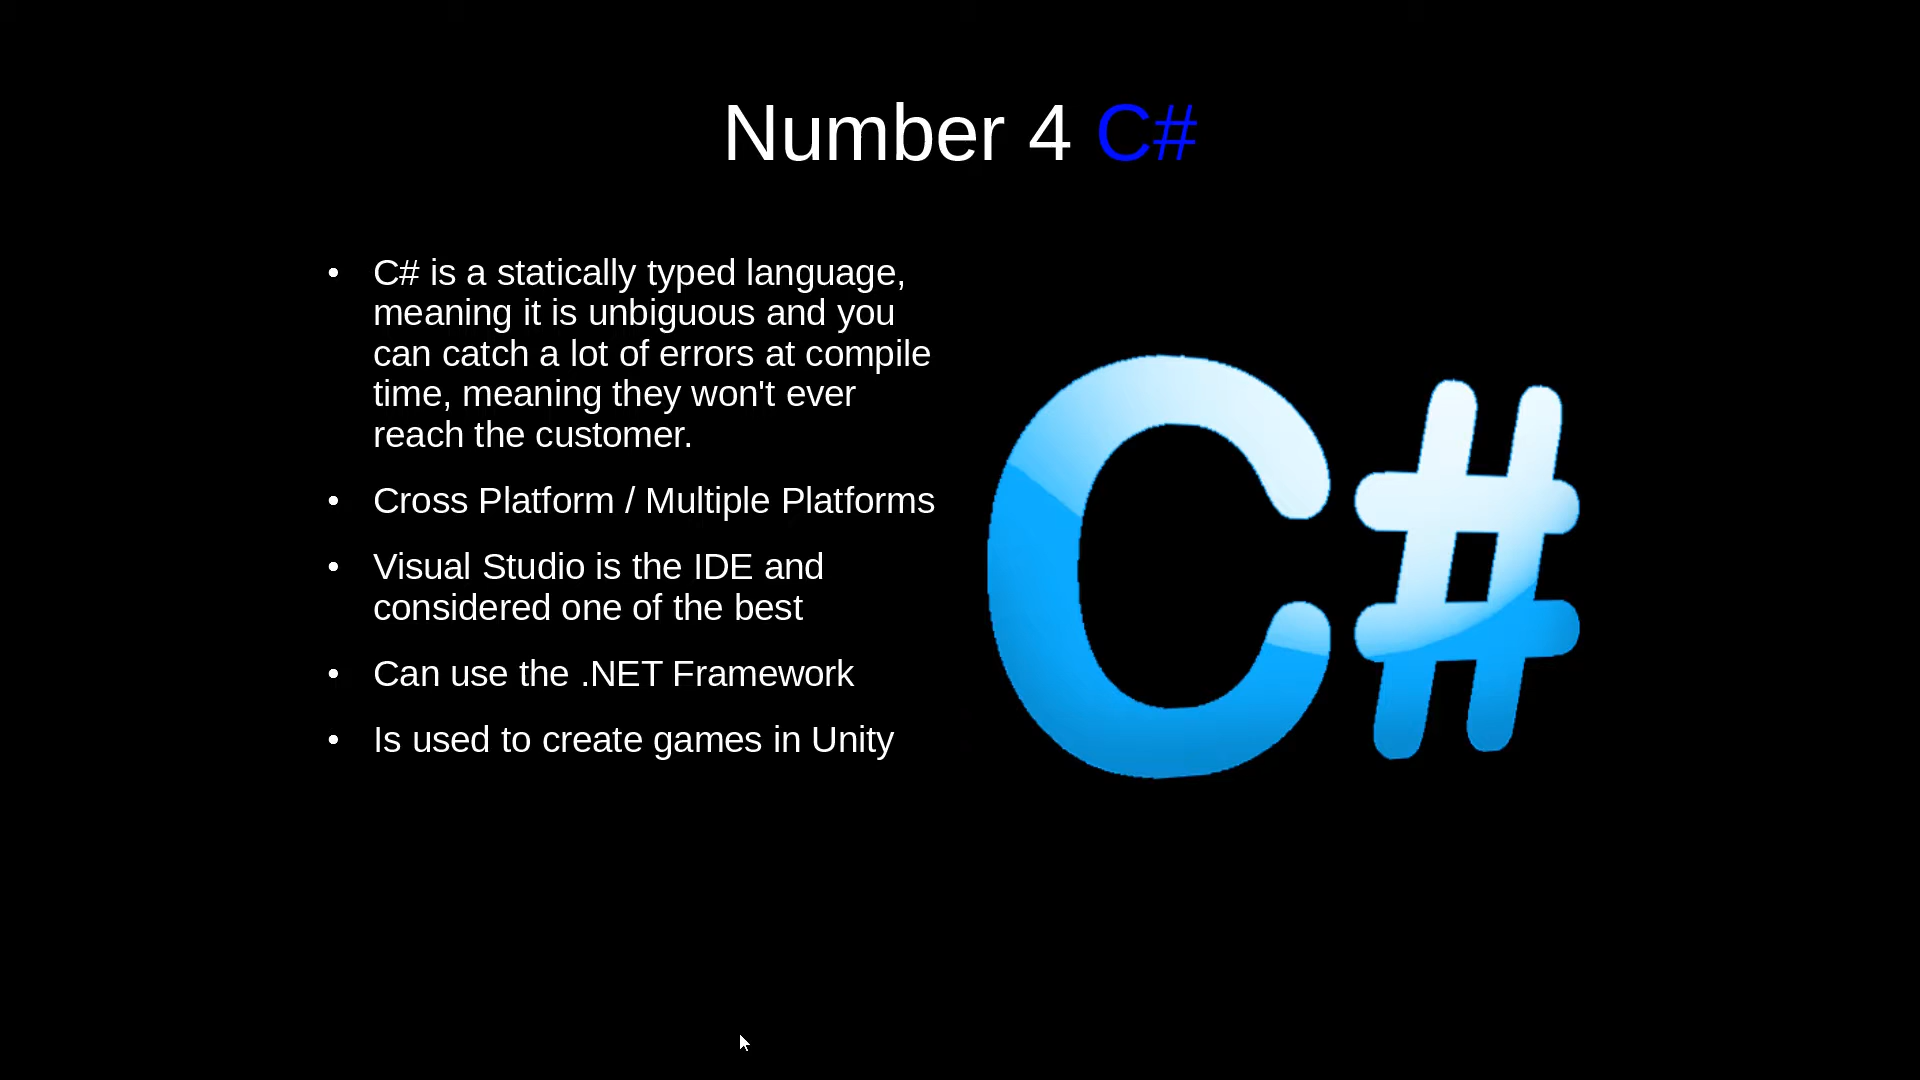 Number 4 C#
• C# is a statically typed language,
meaning it is unbiguous and you
can catch a lot of errors at compile
time, meaning they won't ever
reach the customer.
• Cross Platform / Multiple Platforms
• Visual Studio is the IDE and
considered one of the best
• Can use the .NET Framework
• Is used to create games in Unity
C#